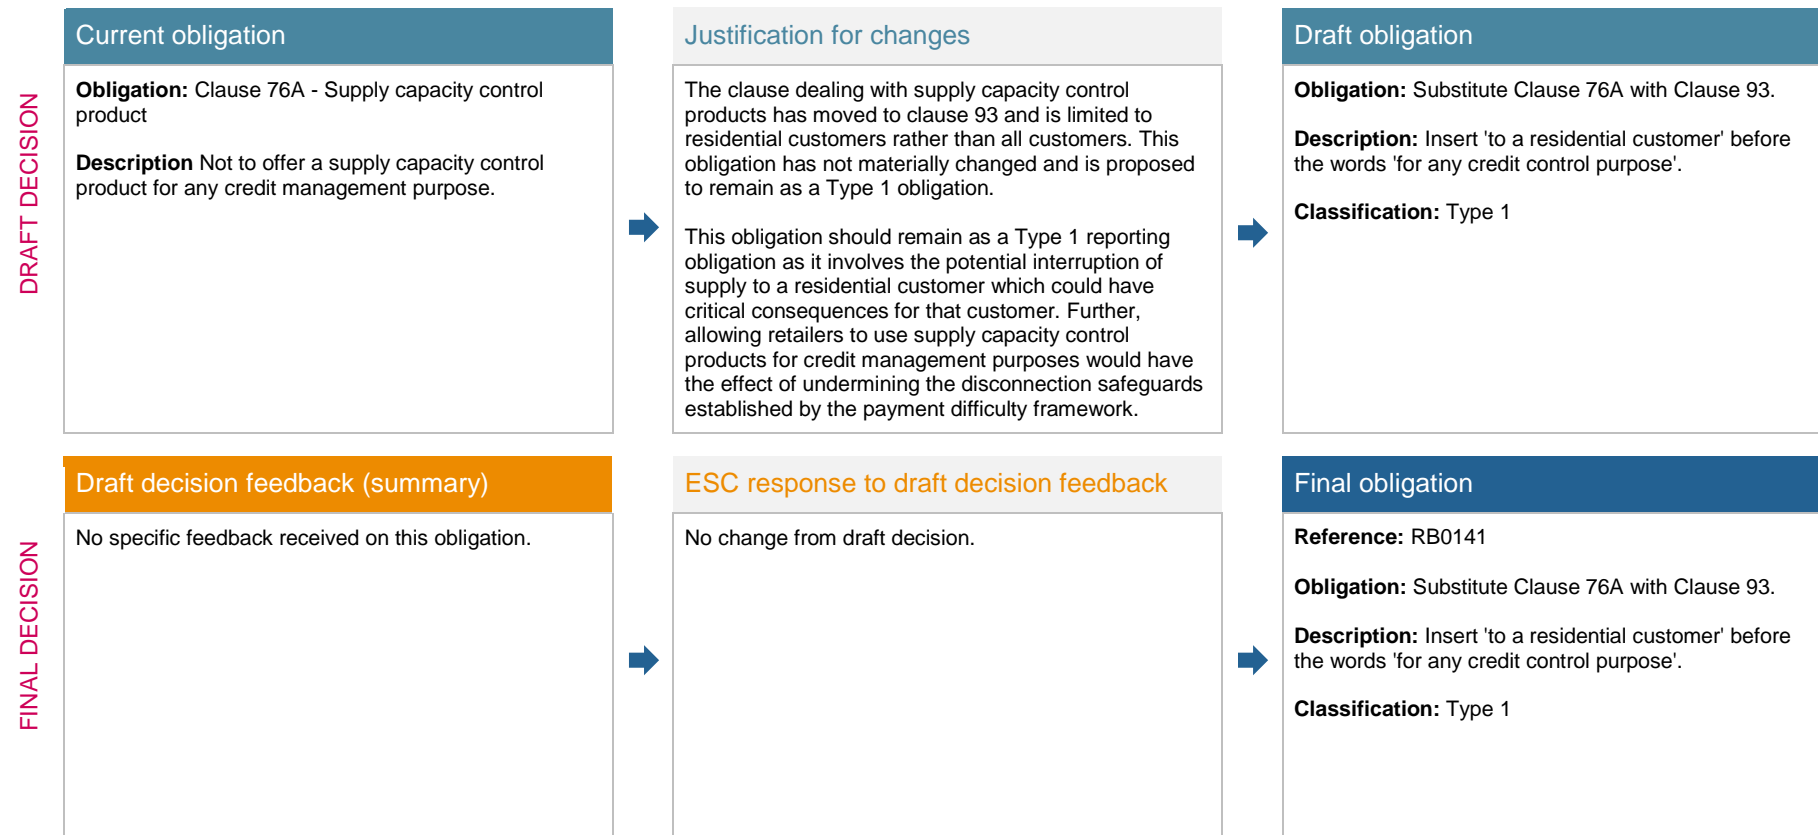 DRAFT DECISION
Current obligation
Obligation: Clause 76A - Supply capacity control
product
Description Not to offer a supply capacity control
product for any credit management purpose.
Justification for changes
The clause dealing with supply capacity control
products has moved to clause 93 and is limited to
residential customers rather than all customers. This
obligation has not materially changed and is proposed
to remain as a Type 1 obligation.
This obligation should remain as a Type 1 reporting
obligation as it involves the potential interruption of
supply to a residential customer which could have
critical consequences for that customer. Further,
allowing retailers to use supply capacity control
products for credit management purposes would have
the effect of undermining the disconnection safeguards
established by the payment difficulty framework.
Draft obligation
Obligation: Substitute Clause 76A with Clause 93.
Description: Insert 'to a residential customer' before
the words 'for any credit control purpose'.
Classification: Type 1
FINAL DECISION
Draft decision feedback (summary)
No specific feedback received on this obligation.
ESC response to draft decision feedback
No change from draft decision.
Final obligation
Reference: RB0141
Obligation: Substitute Clause 76A with Clause 93.
Description: Insert 'to a residential customer' before
the words 'for any credit control purpose'.
Classification: Type 1